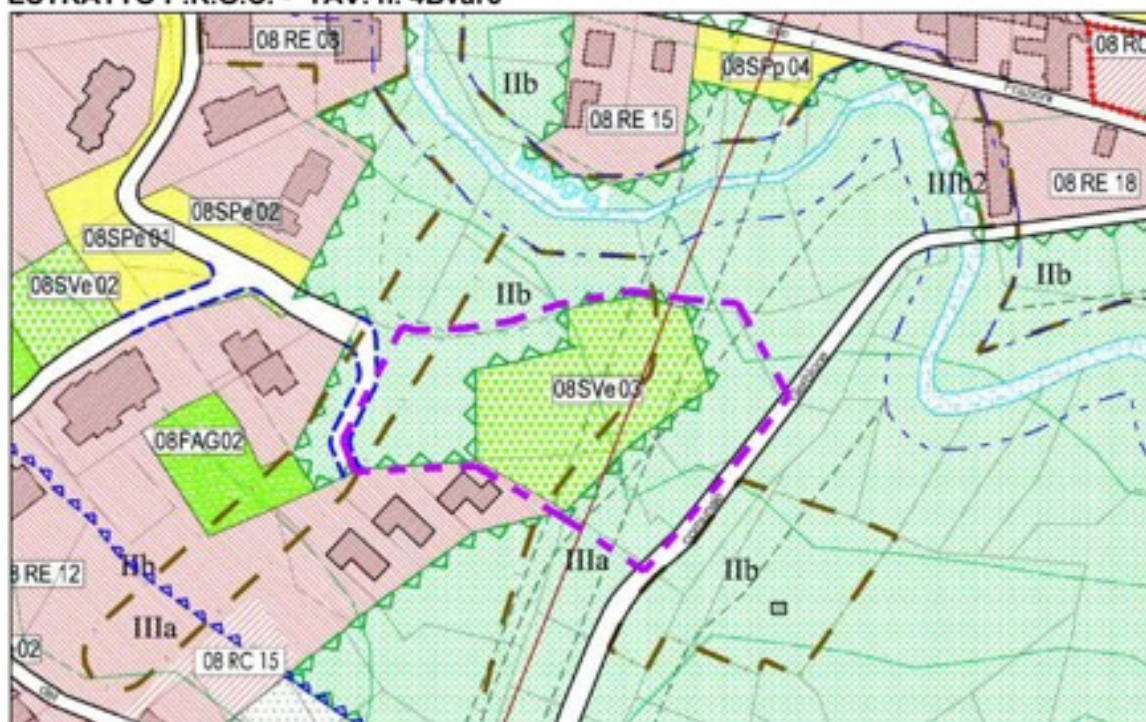 ESTRATTO P.R.G.C. - TAV. n. 4Bvar6
08 RE 08
IIb
08SPp 04
08 RU
08 RE 15
IIIb2
08 RE 18
08SPe 02
08SPe 01
08SVe 02
IIb
IIb
08SVe 03
08FAG02
IIIa
IIb
8 RE 12
IIb
IIIa
02
08 RC 15